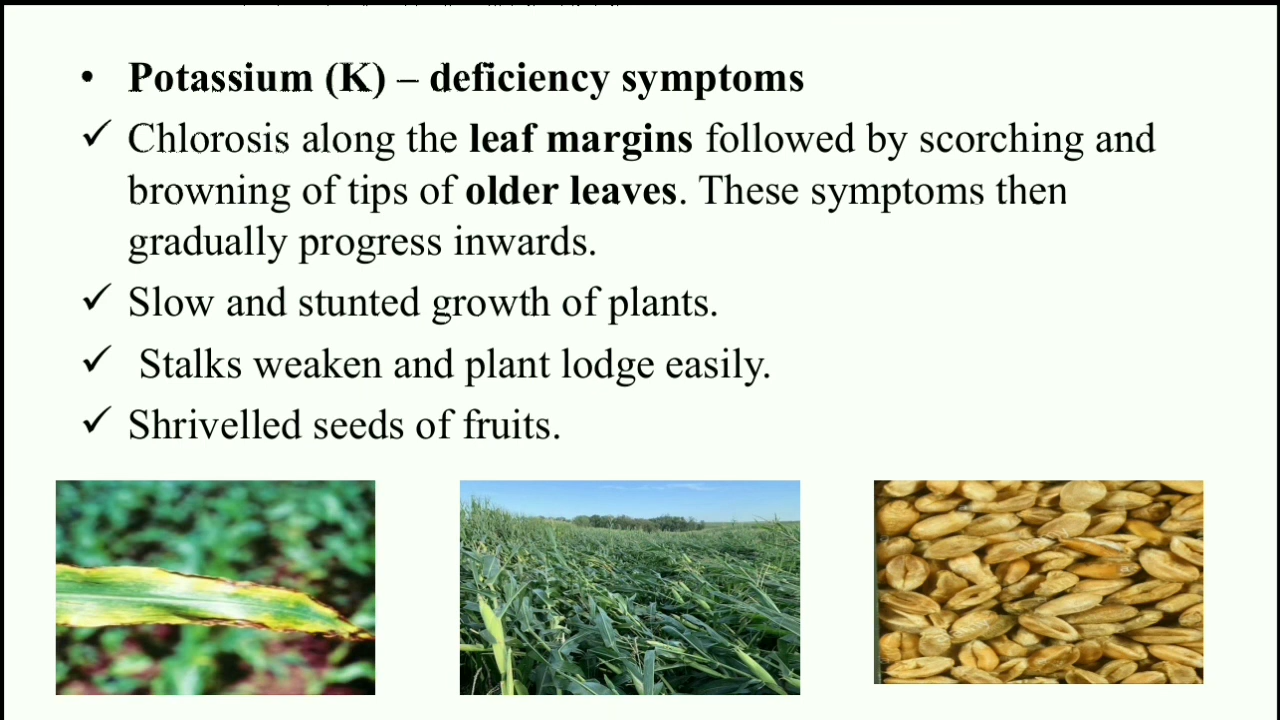 • Potassium (K) – deficiency symptoms
✓ Chlorosis along the leaf margins followed by scorching and
browning of tips of older leaves. These symptoms then
gradually progress inwards.
✓ Slow and stunted growth of plants.
✓ Stalks weaken and plant lodge easily.
✓ Shrivelled seeds of fruits.